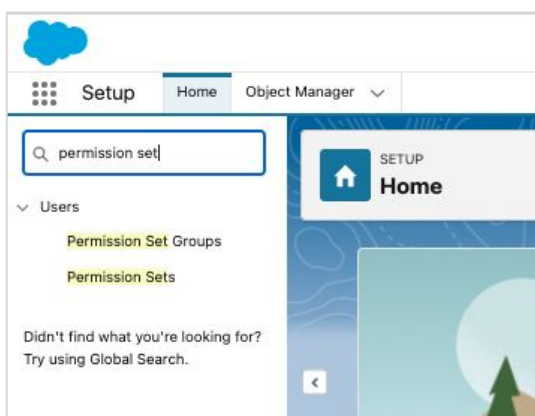 Setup
Home
Object Manager
permission set
SETUP
Home
Users
Permission Set Groups
Permission Sets
Didn't find what you're looking for?
Try using Global Search.